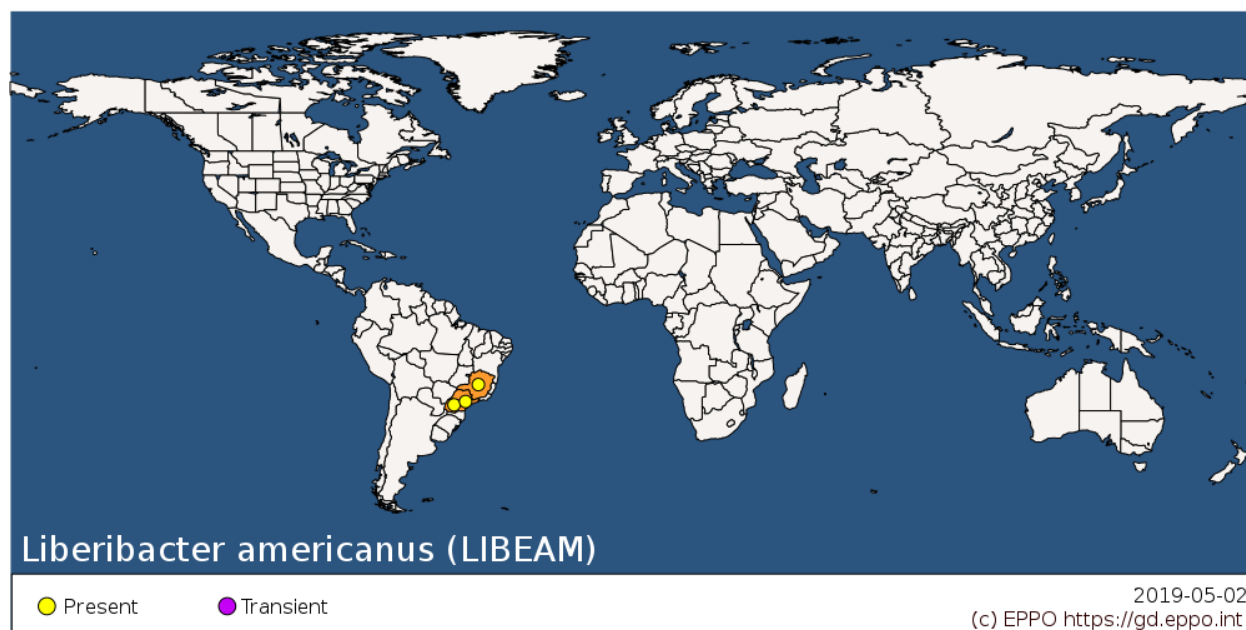 Liberibacter americanus (LIBEAM)
Present
Transient
2019-05-02
(c) EPPO https://gd.eppo.int